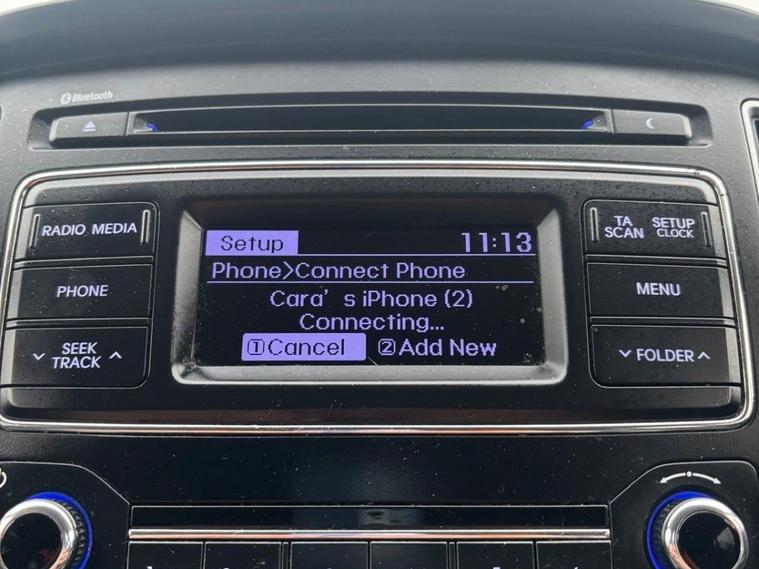 Bluetooth
RADIO MEDIA
PHONE
SEEK
TRACK
Setup 11:13
Phone>Connect Phone
Cara's iPhone (2)
Connecting...
1Cancel 2Add New
TA
SCAN
SETUP
CLOCK
MENU
FOLDER